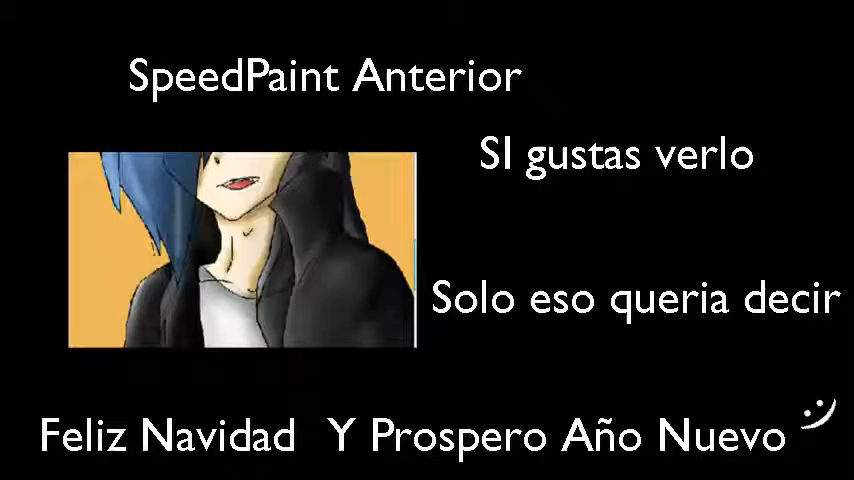 SpeedPaint Anterior
SI gustas verlo
Solo eso queria decir
Feliz Navidad Y Prospero Año Nuevo :)